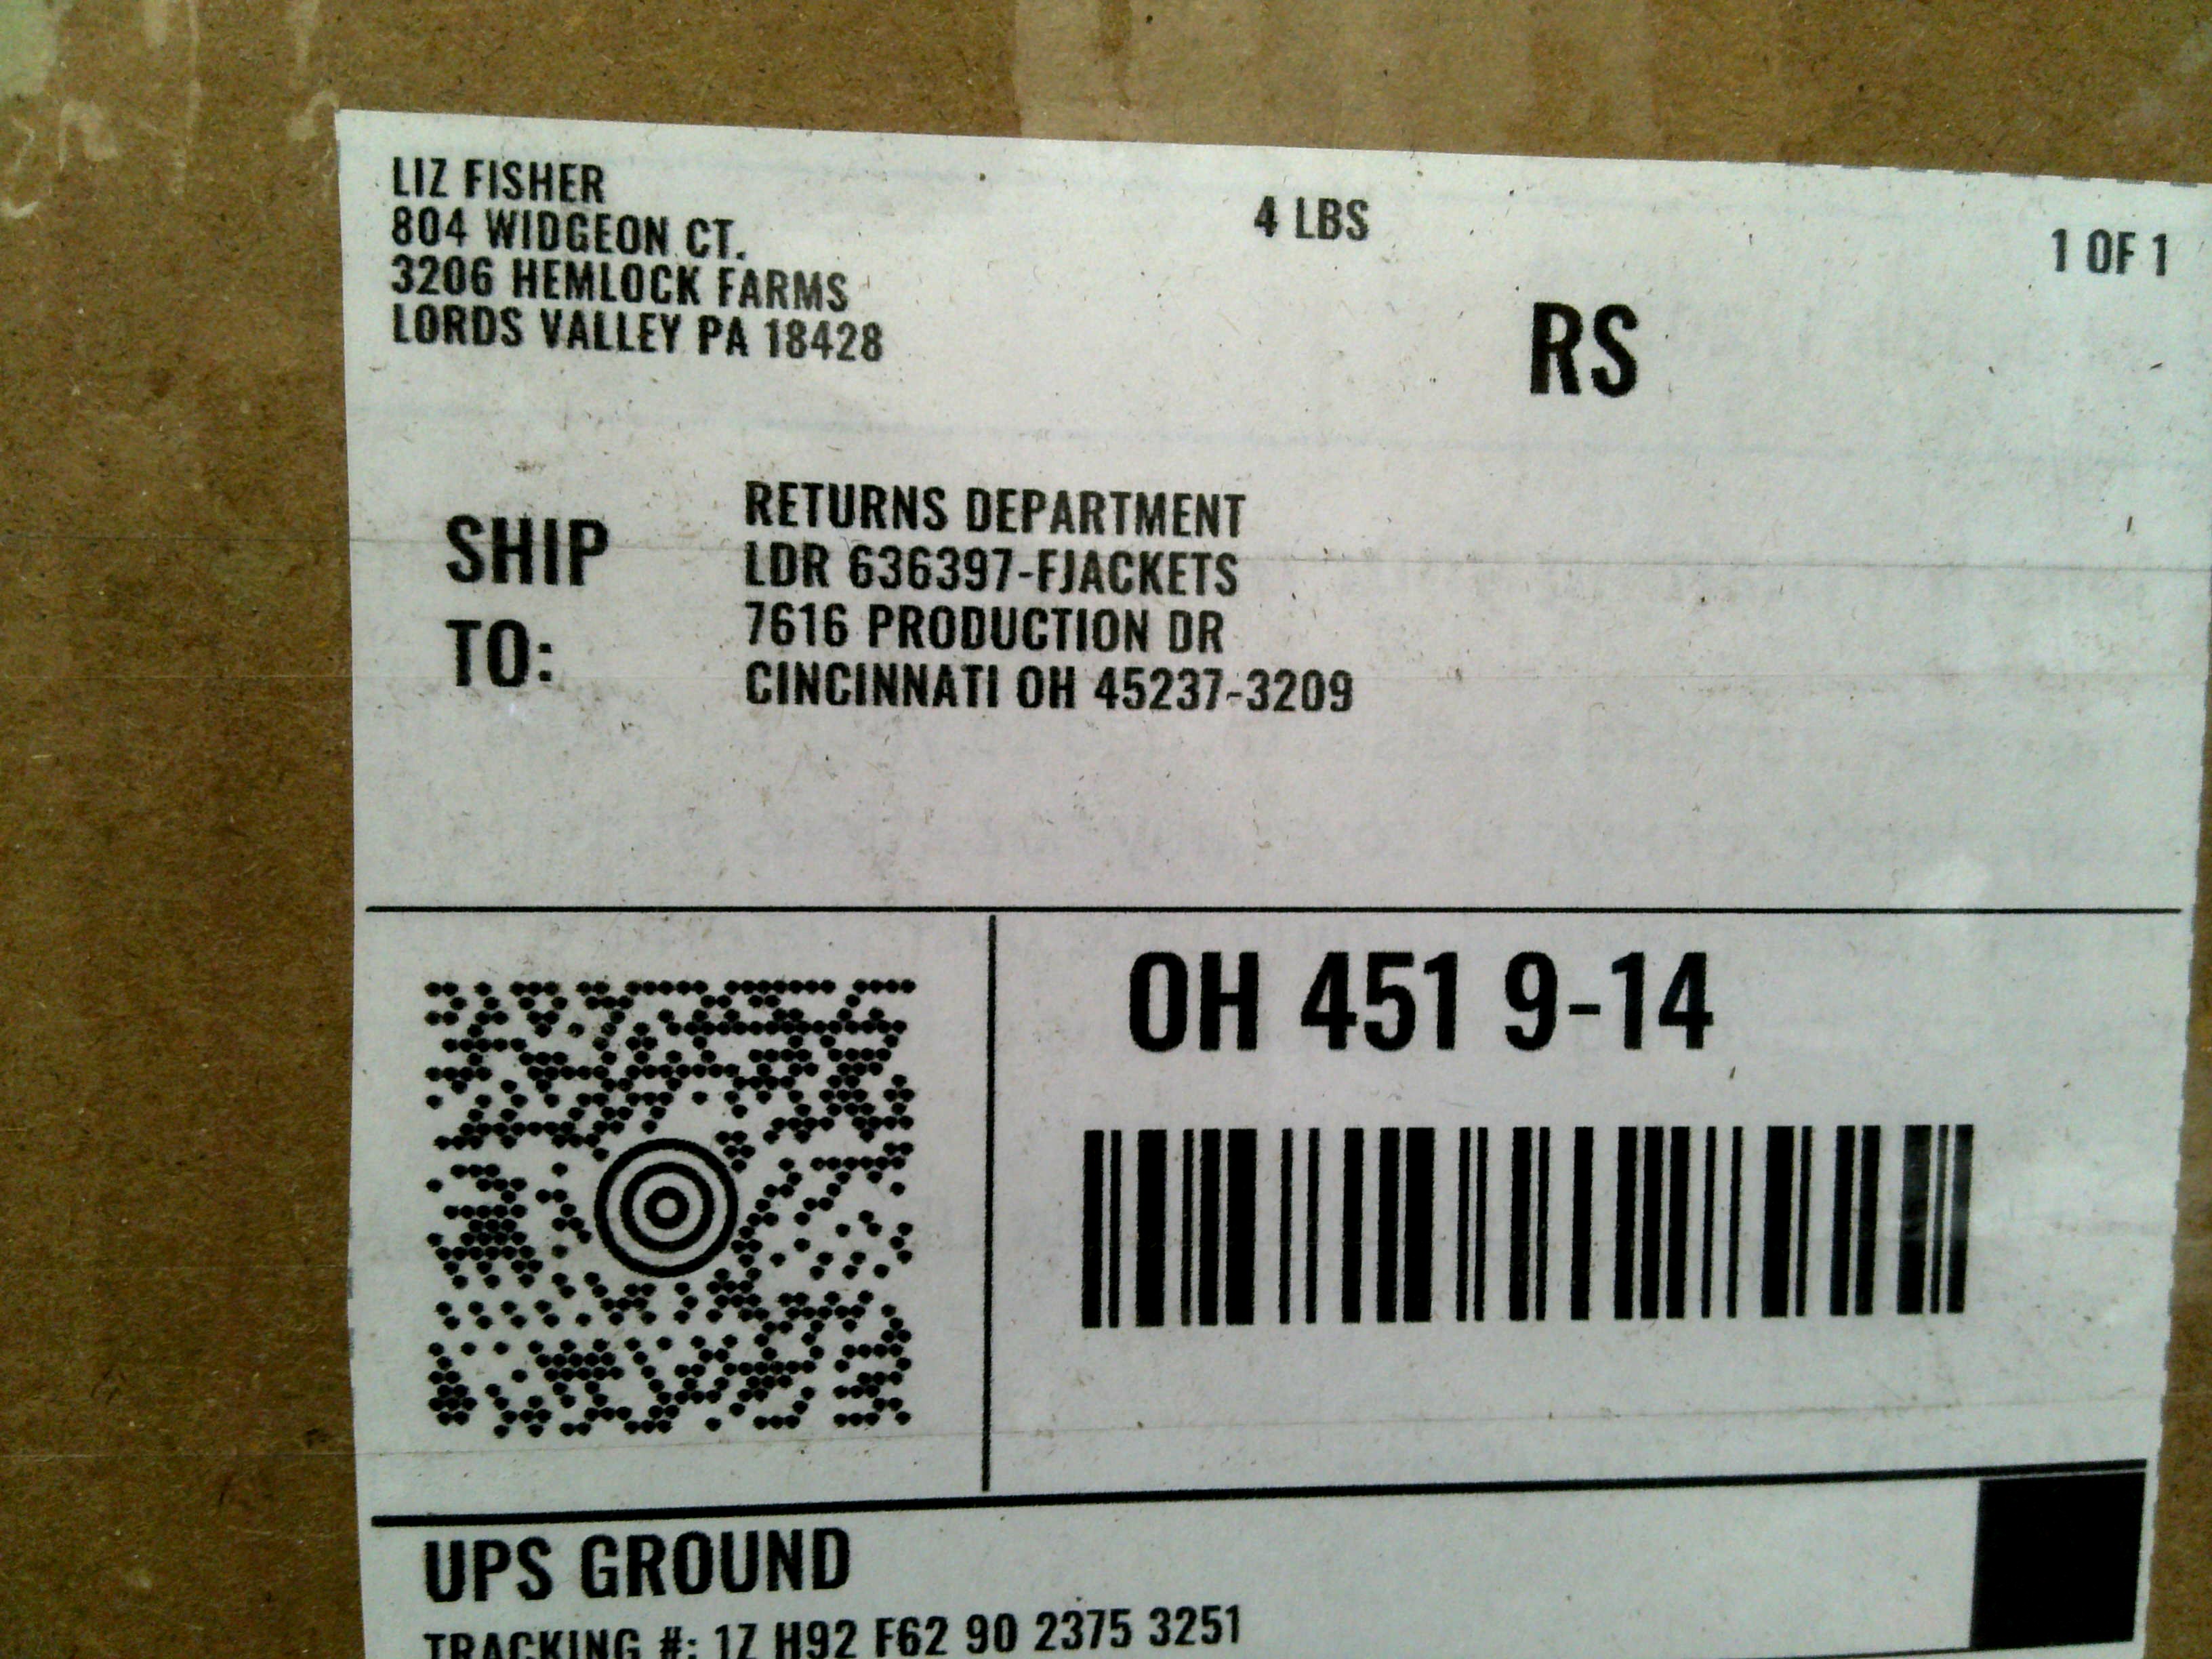 LIZ FISHER
804 WIDGEON CT.
3206 HEMLOCK FARMS
LORDS VALLEY PA 18428
4 LBS
1 OF 1
RS
SHIP
TO:
RETURNS DEPARTMENT
LDR 636397-FJACKETS
7616 PRODUCTION DR
CINCINNATI OH 45237-3209
OH 451 9-14
UPS GROUND
TRACKING #: 1Z H92 F62 90 2375 3251